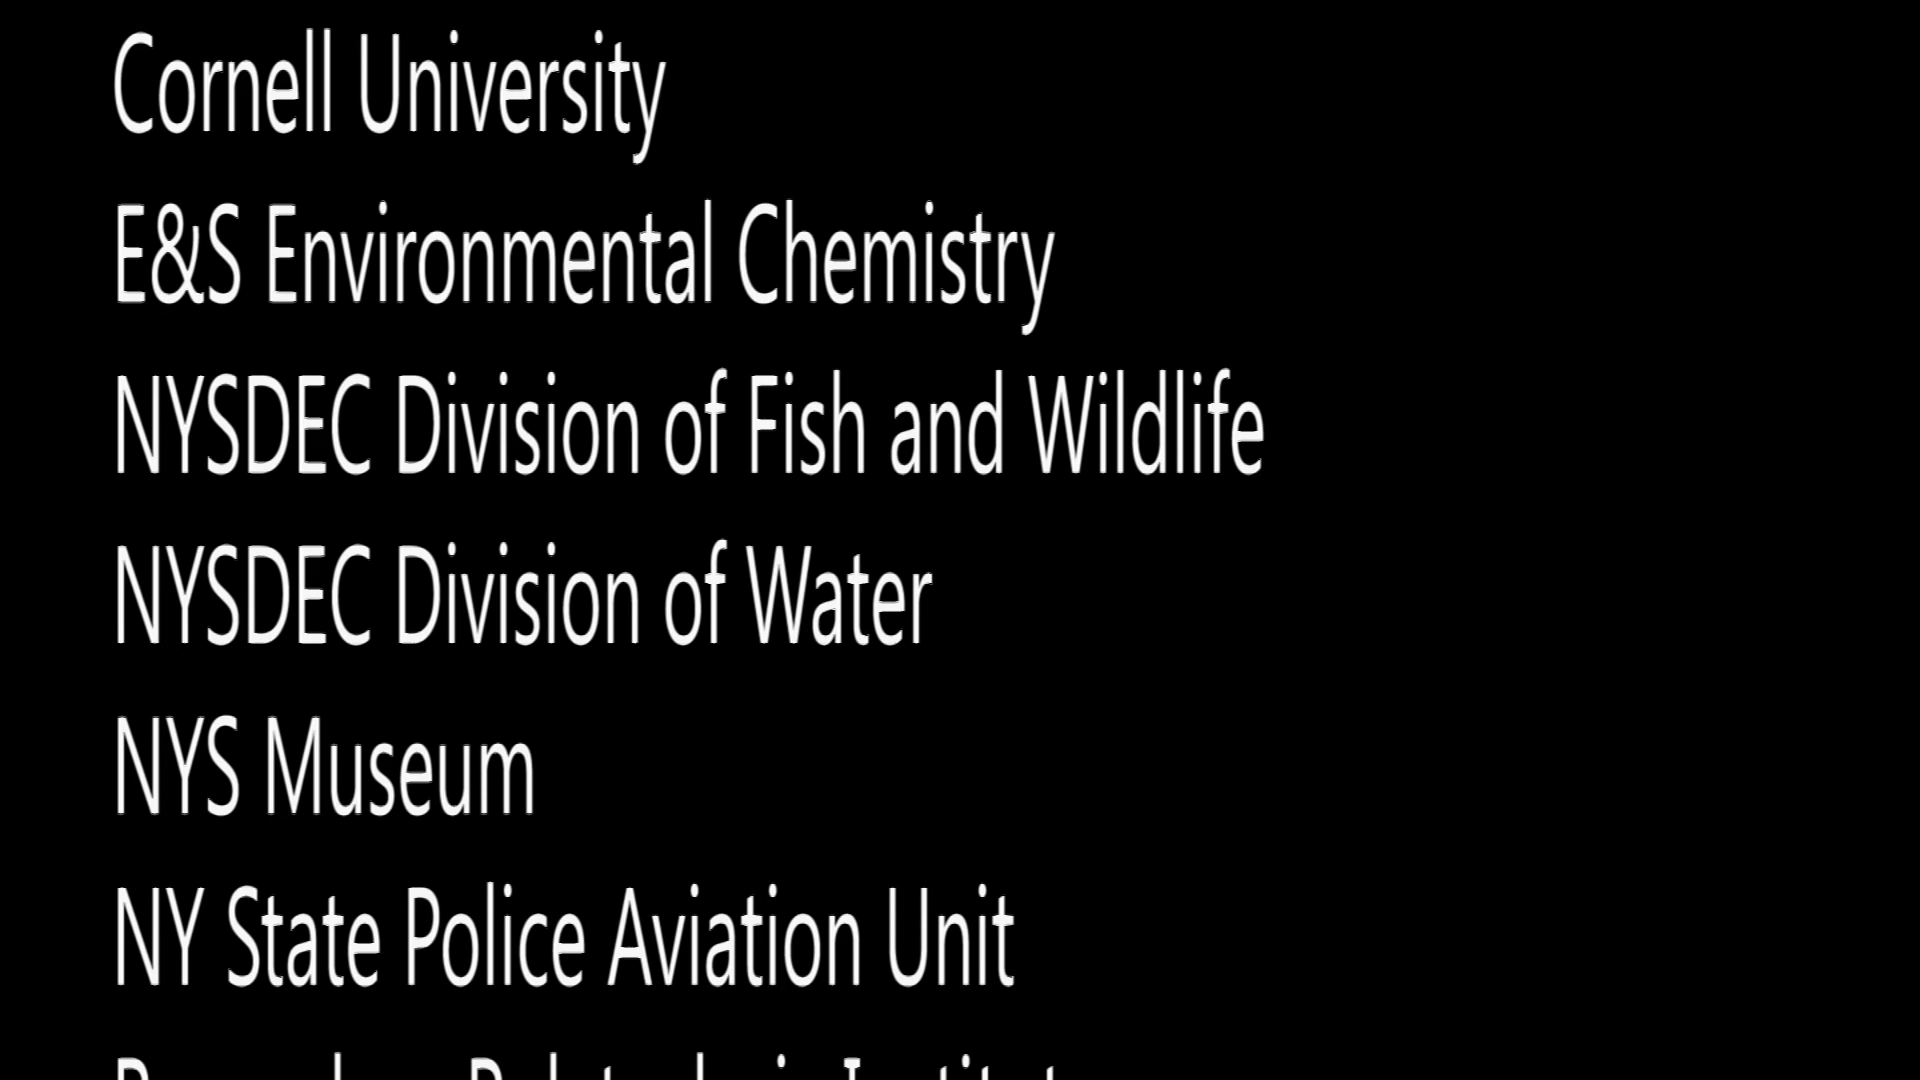 Cornell University
E&S Environmental Chemistry
NYSDEC Division of Fish and Wildlife
NYSDEC Division of Water
NYS Museum
NY State Police Aviation Unit